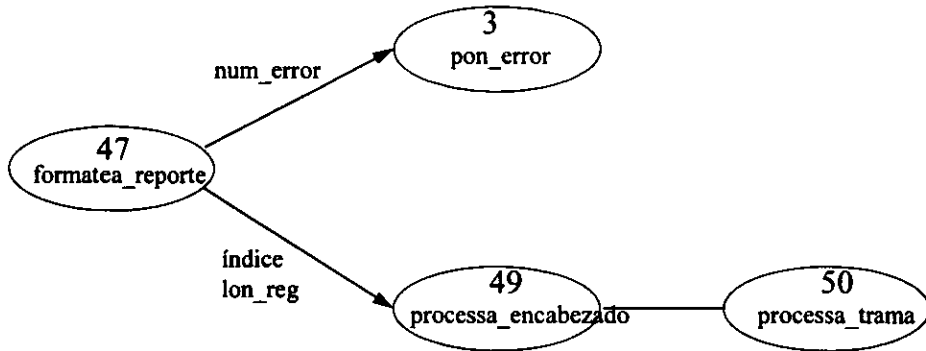 3
pon_error
num_error
47
formatea_reporte
índice
lon_reg
49
processa_encabezado
50
processa_trama